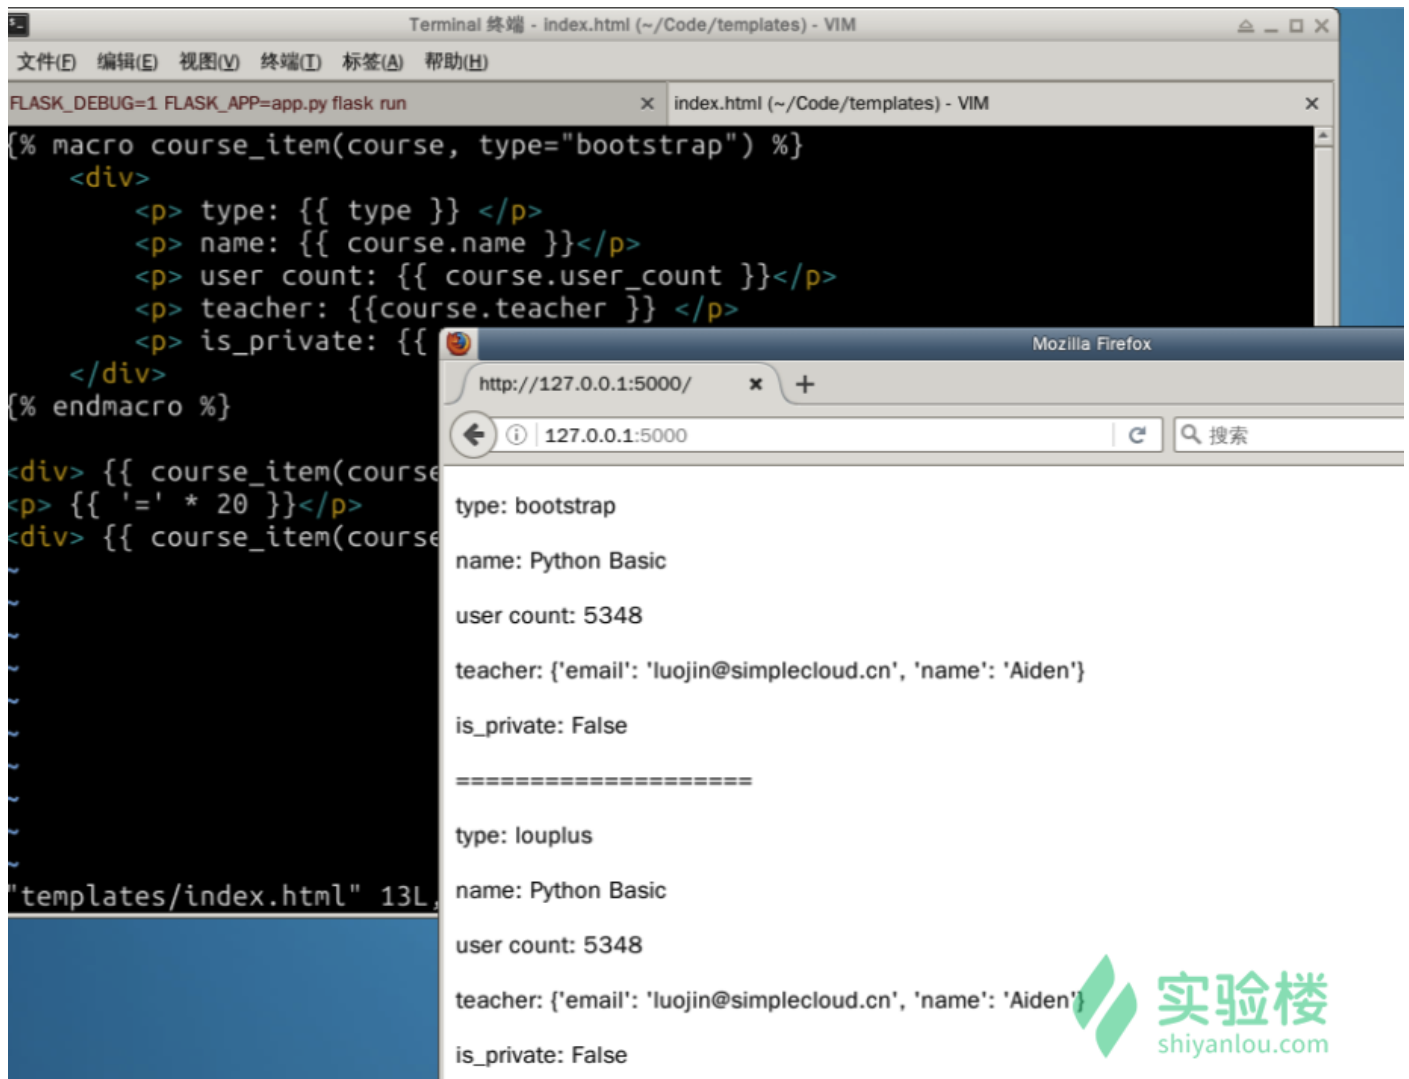 Terminal 终端 - index.html (~/Code/templates) - VIM
文件(F) 编辑(E) 视图(V) 终端(T) 标签(A) 帮助(H)
FLASK_DEBUG=1 FLASK_APP=app.py flask run
index.html (~/Code/templates) - VIM
{% macro course_item(course, type="bootstrap") %}
<div>
<p> type: {{ type }} </p>
<p> name: {{ course.name }}</p>
<p> user count: {{ course.user_count }}</p>
<p> teacher: {{course.teacher }} </p>
<p> is_private: {{
</div>
{% endmacro %}
<div> {{ course_item(course
<p> {{ '=' * 20 }}</p>
<div> {{ course_item(course
~
~
~
~
~
~
~
~
~
~
"templates/index.html" 13L,
Mozilla Firefox
http://127.0.0.1:5000/
127.0.0.1:5000
搜索
type: bootstrap
name: Python Basic
user count: 5348
teacher: {'email': 'luojin@simplecloud.cn', 'name': 'Aiden'}
is_private: False
====================
type: louplus
name: Python Basic
user count: 5348
teacher: {'email': 'luojin@simplecloud.cn', 'name': 'Aiden'}
is_private: False
实验楼
shiyanlou.com